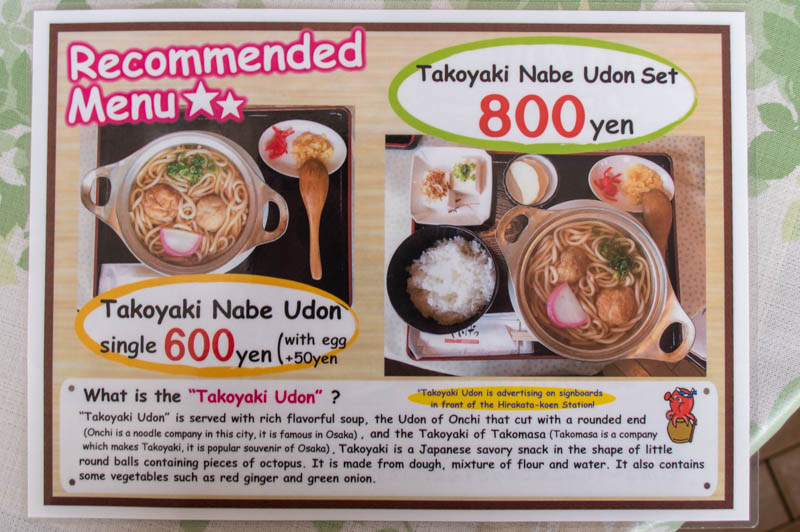 Recommended
Menu
Takoyaki Nabe Udon Set
800yen
Takoyaki Nabe Udon
single 600yen (with egg
+50yen
What is the "Takoyaki Udon" ?
"Takoyaki Udon is advertising on signboards
in front of the Hirakata-koen Station!
"Takoyaki Udon" is served with rich flavorful soup, the Udon of Onchi that cut with a rounded end
(Onchi is a noodle company in this city, it is famous in Osaka) , and the Takoyaki of Takomasa (Takomasa is a company
which makes Takoyaki, it is popular souvenir of Osaka), Takoyaki is a Japanese savory snack in the shape of little
round balls containing pieces of octopus. It is made from dough, mixture of flour and water. It also contains
some vegetables such as red ginger and green onion.